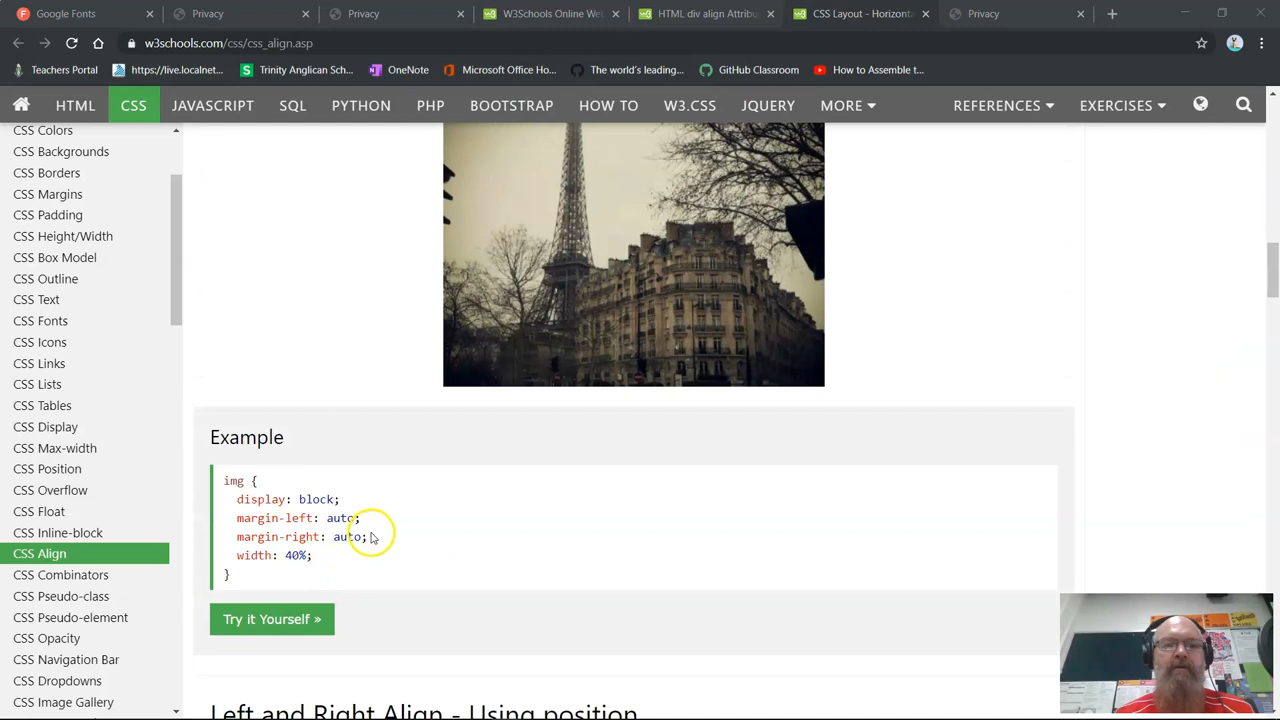 Foundations of W
Privacy
Privacy
W3Schools Online We
HTML div align Attribu
CSS Layout - Horizonta
Privacy
w3schools.com/css/css_align.asp
Teachers Portal
https://live.localnet...
Trinity Anglican Sch...
OneNote
Microsoft Office Ho...
The world's leading...
GitHub Classroom
How to Assemble t...
HTML
CSS
JAVASCRIPT
SQL
PYTHON
PHP
BOOTSTRAP
HOW TO
W3.CSS
JQUERY
MORE
REFERENCES
EXERCISES
CSS Colors
CSS Backgrounds
CSS Borders
CSS Margins
CSS Padding
CSS Height/Width
CSS Box Model
CSS Outline
CSS Text
CSS Fonts
CSS Icons
CSS Links
CSS Lists
CSS Tables
CSS Display
CSS Max-width
CSS Position
CSS Overflow
CSS Float
CSS Inline-block
CSS Align
CSS Combinators
CSS Pseudo-class
CSS Pseudo-element
CSS Opacity
CSS Navigation Bar
CSS Dropdowns
CSS Image Gallery
Example
img {
display: block;
margin-left: auto;
margin-right: auto;
width: 40%;
}
Try it Yourself »
Left and Right Align - Using position